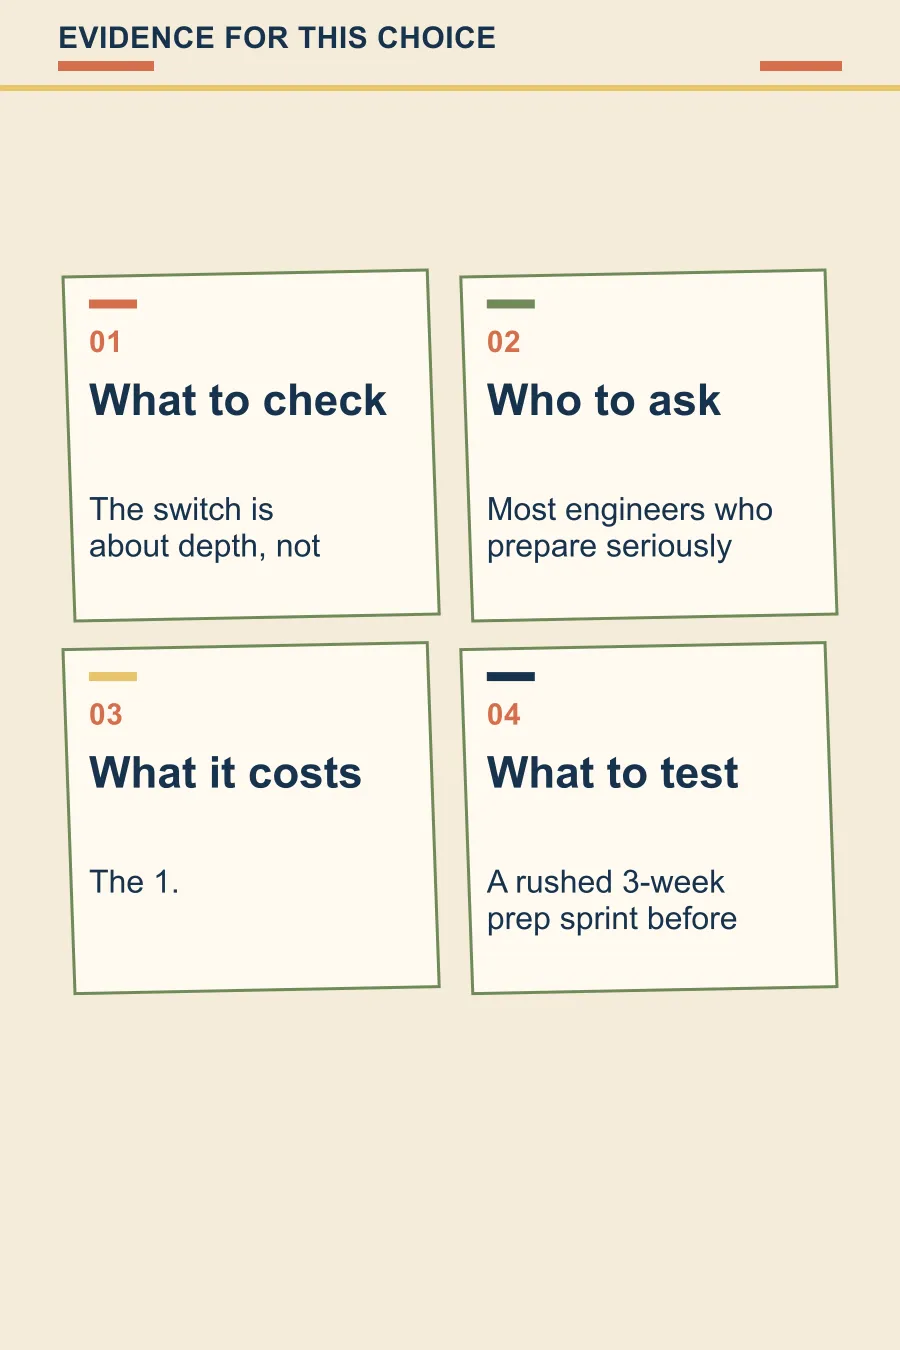 EVIDENCE FOR THIS CHOICE
01
What to check
The switch is
about depth, not
02
Who to ask
Most engineers who
prepare seriously
03
What it costs
The 1.
04
What to test
A rushed 3-week
prep sprint before